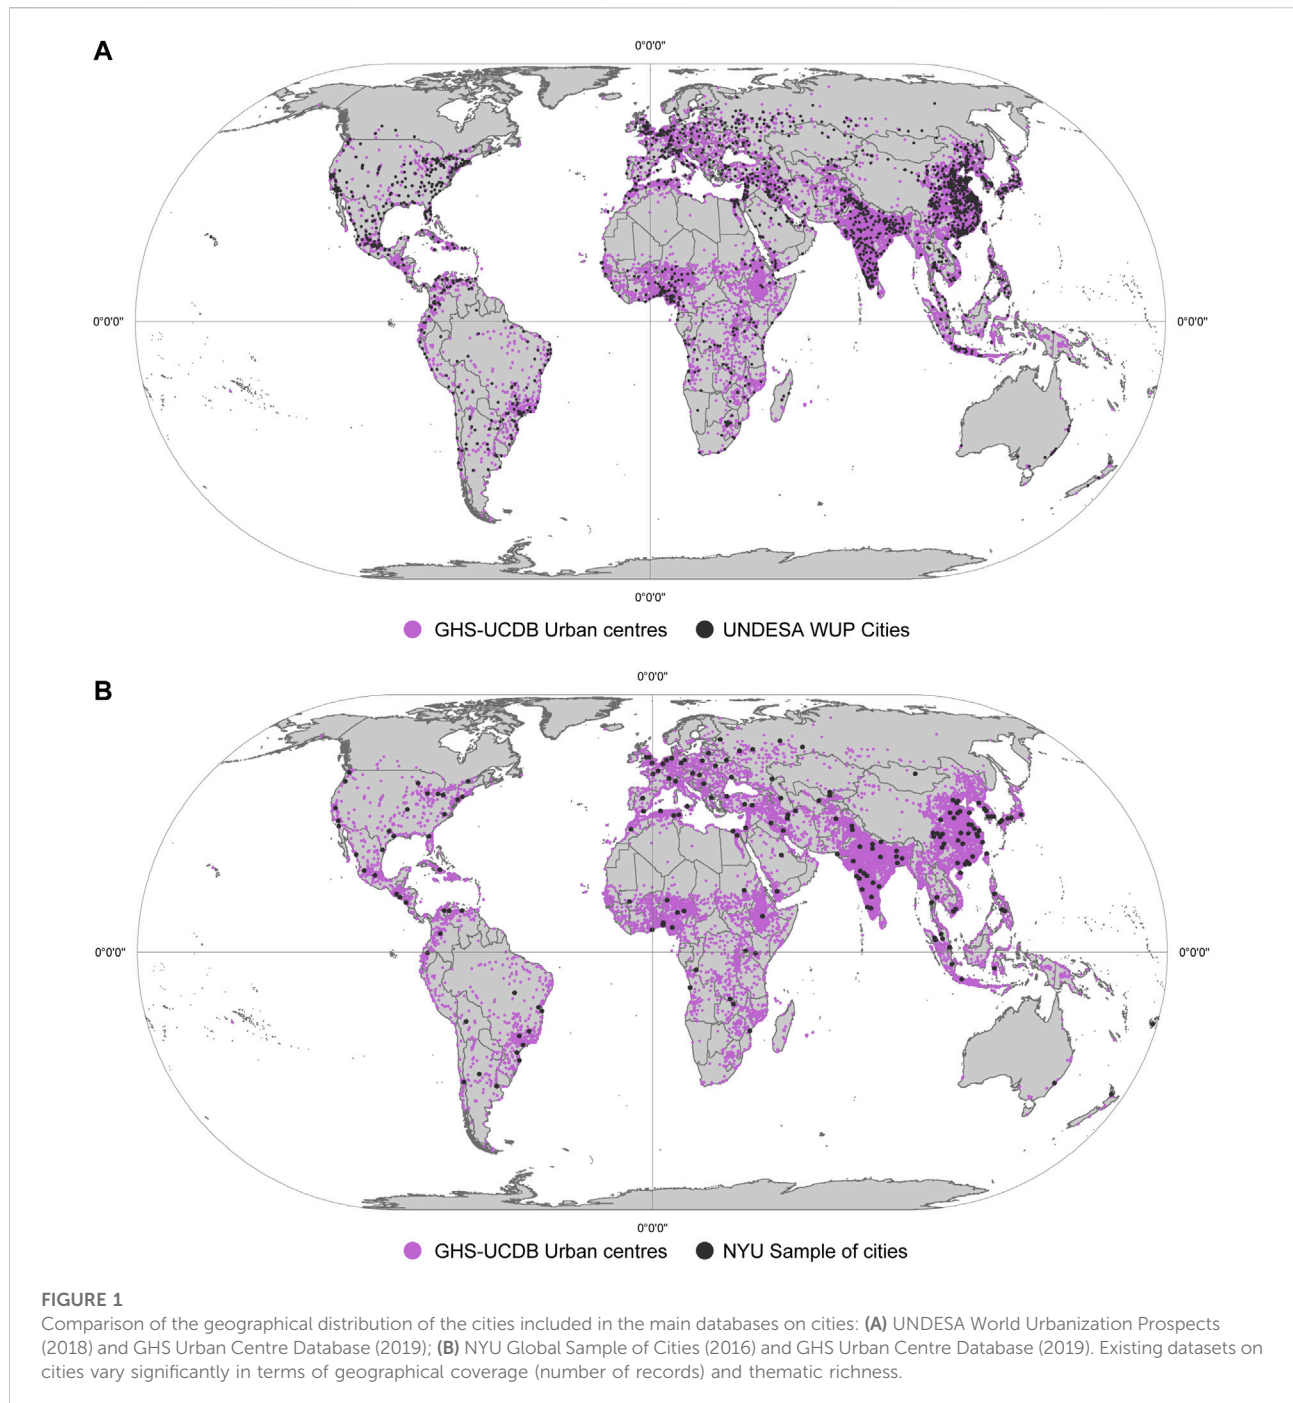 A
0°0'0"
0°0'0"
0°0'0"
0°0'0"
GHS-UCDB Urban centres
UNDESA WUP Cities
B
0°0'0"
0°0'0"
0°0'0"
0°0'0"
GHS-UCDB Urban centres
NYU Sample of cities
FIGURE 1
Comparison of the geographical distribution of the cities included in the main databases on cities: (A) UNDESA World Urbanization Prospects
(2018) and GHS Urban Centre Database (2019); (B) NYU Global Sample of Cities (2016) and GHS Urban Centre Database (2019). Existing datasets on
cities vary significantly in terms of geographical coverage (number of records) and thematic richness.